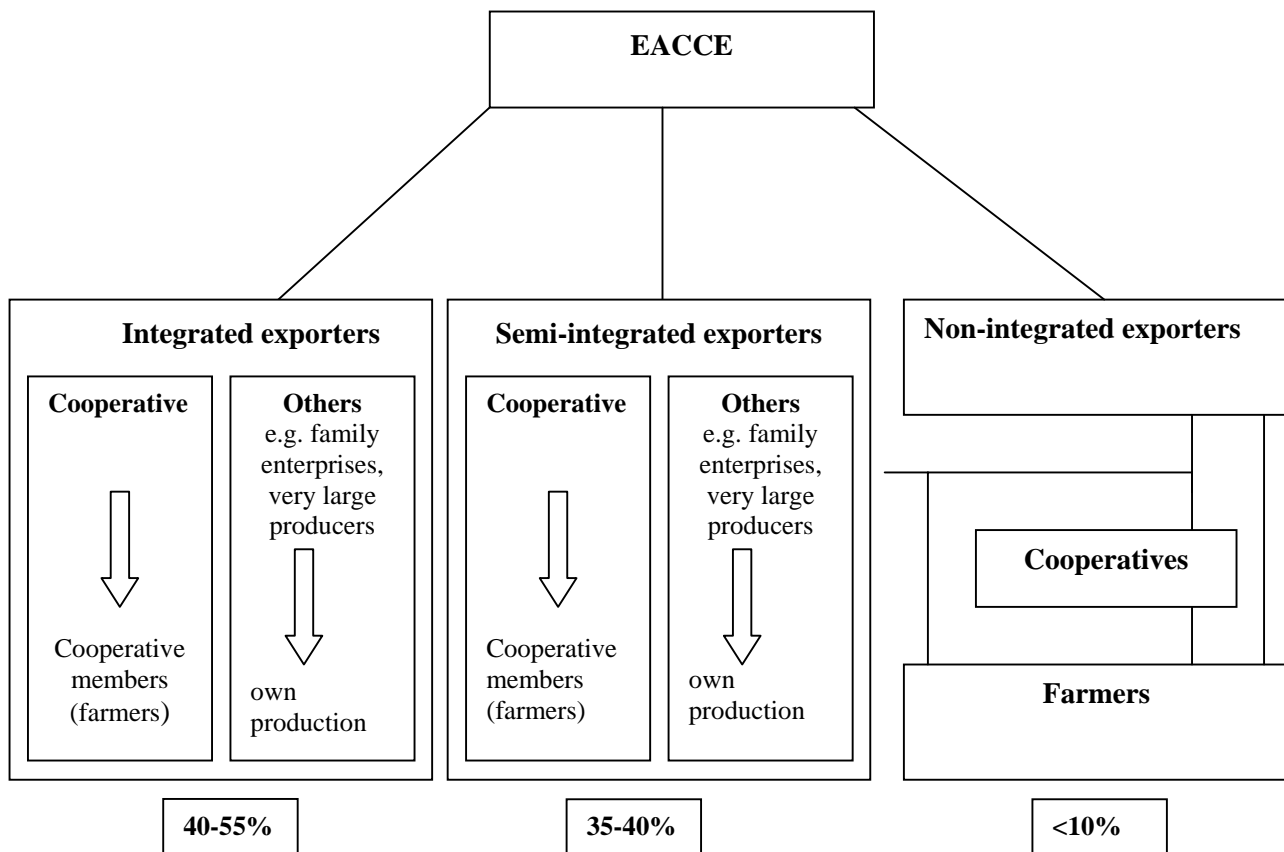 EACCE
Integrated exporters
Cooperative
Cooperative
members
(farmers)
Others
e.g. family
enterprises,
very large
producers
own
production
40-55%
Semi-integrated exporters
Cooperative
Cooperative
members
(farmers)
Others
e.g. family
enterprises,
very large
producers
own
production
35-40%
Non-integrated exporters
Cooperatives
Farmers
<10%